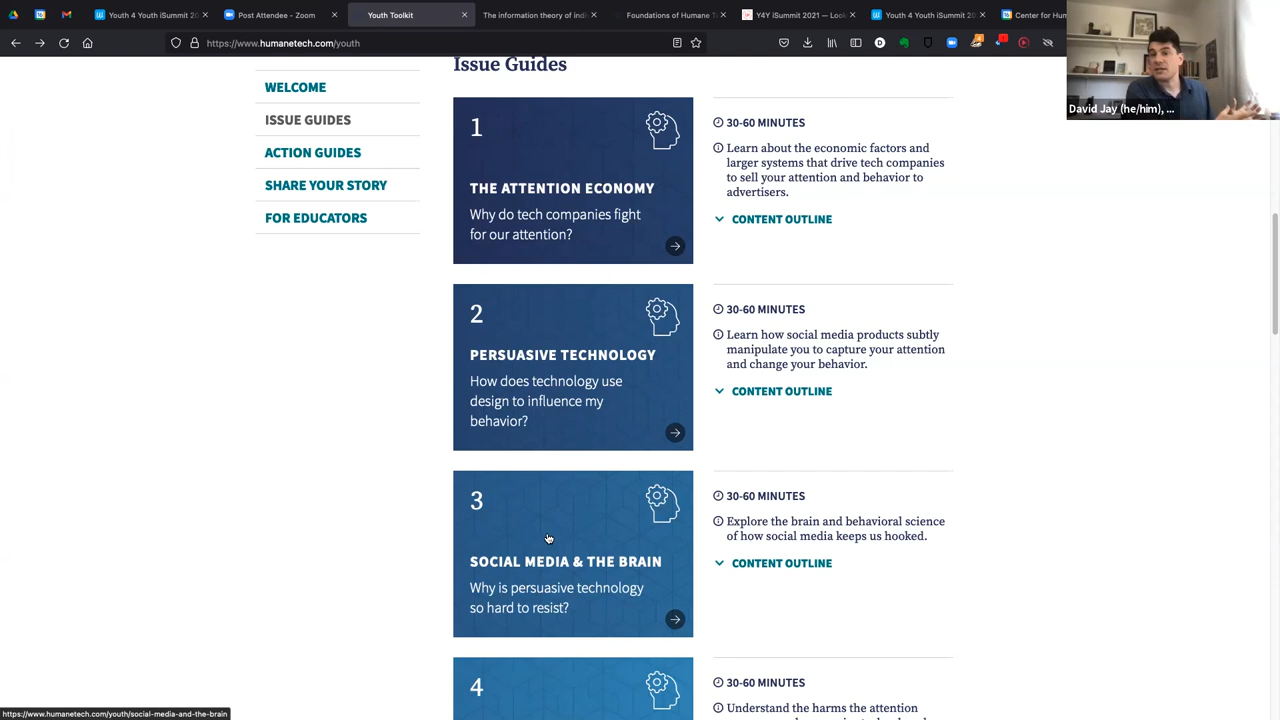 Youth 4 Youth iSummit 20
Post Attendee - Zoom
Youth Toolkit
The information theory of indi
Foundations of Humane T
Y4Y iSummit 2021 — Loo
Youth 4 Youth iSummit 20
Center for Hum
https://www.humanetech.com/youth
David Jay (he/him), ...
WELCOME
ISSUE GUIDES
ACTION GUIDES
SHARE YOUR STORY
FOR EDUCATORS
Issue Guides
1
THE ATTENTION ECONOMY
Why do tech companies fight
for our attention?
30-60 MINUTES
Learn about the economic factors and
larger systems that drive tech companies
to sell your attention and behavior to
advertisers.
CONTENT OUTLINE
2
PERSUASIVE TECHNOLOGY
How does technology use
design to influence my
behavior?
30-60 MINUTES
Learn how social media products subtly
manipulate you to capture your attention
and change your behavior.
CONTENT OUTLINE
3
SOCIAL MEDIA & THE BRAIN
Why is persuasive technology
so hard to resist?
30-60 MINUTES
Explore the brain and behavioral science
of how social media keeps us hooked.
CONTENT OUTLINE
4
30-60 MINUTES
Understand the harms the attention
https://www.humanetech.com/youth/social-media-and-the-brain